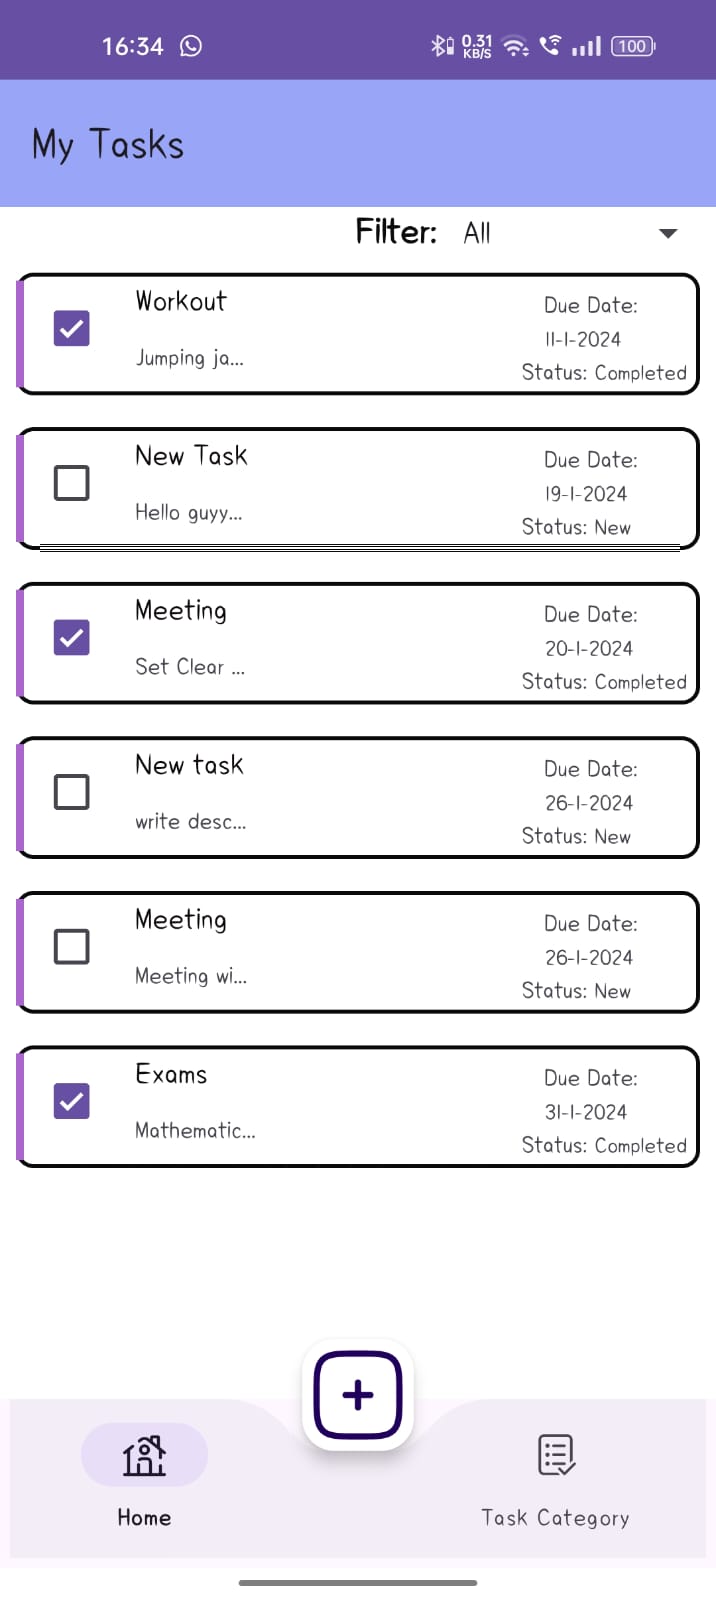 16:34 0.31 KB/S 100
My Tasks
Filter: All
Workout
Jumping ja...
Due Date:
11-1-2024
Status: Completed
New Task
Hello guyy...
Due Date:
19-1-2024
Status: New
Meeting
Set Clear ...
Due Date:
20-1-2024
Status: Completed
New task
write desc...
Due Date:
26-1-2024
Status: New
Meeting
Meeting wi...
Due Date:
26-1-2024
Status: New
Exams
Mathematic...
Due Date:
31-1-2024
Status: Completed
Home
Task Category